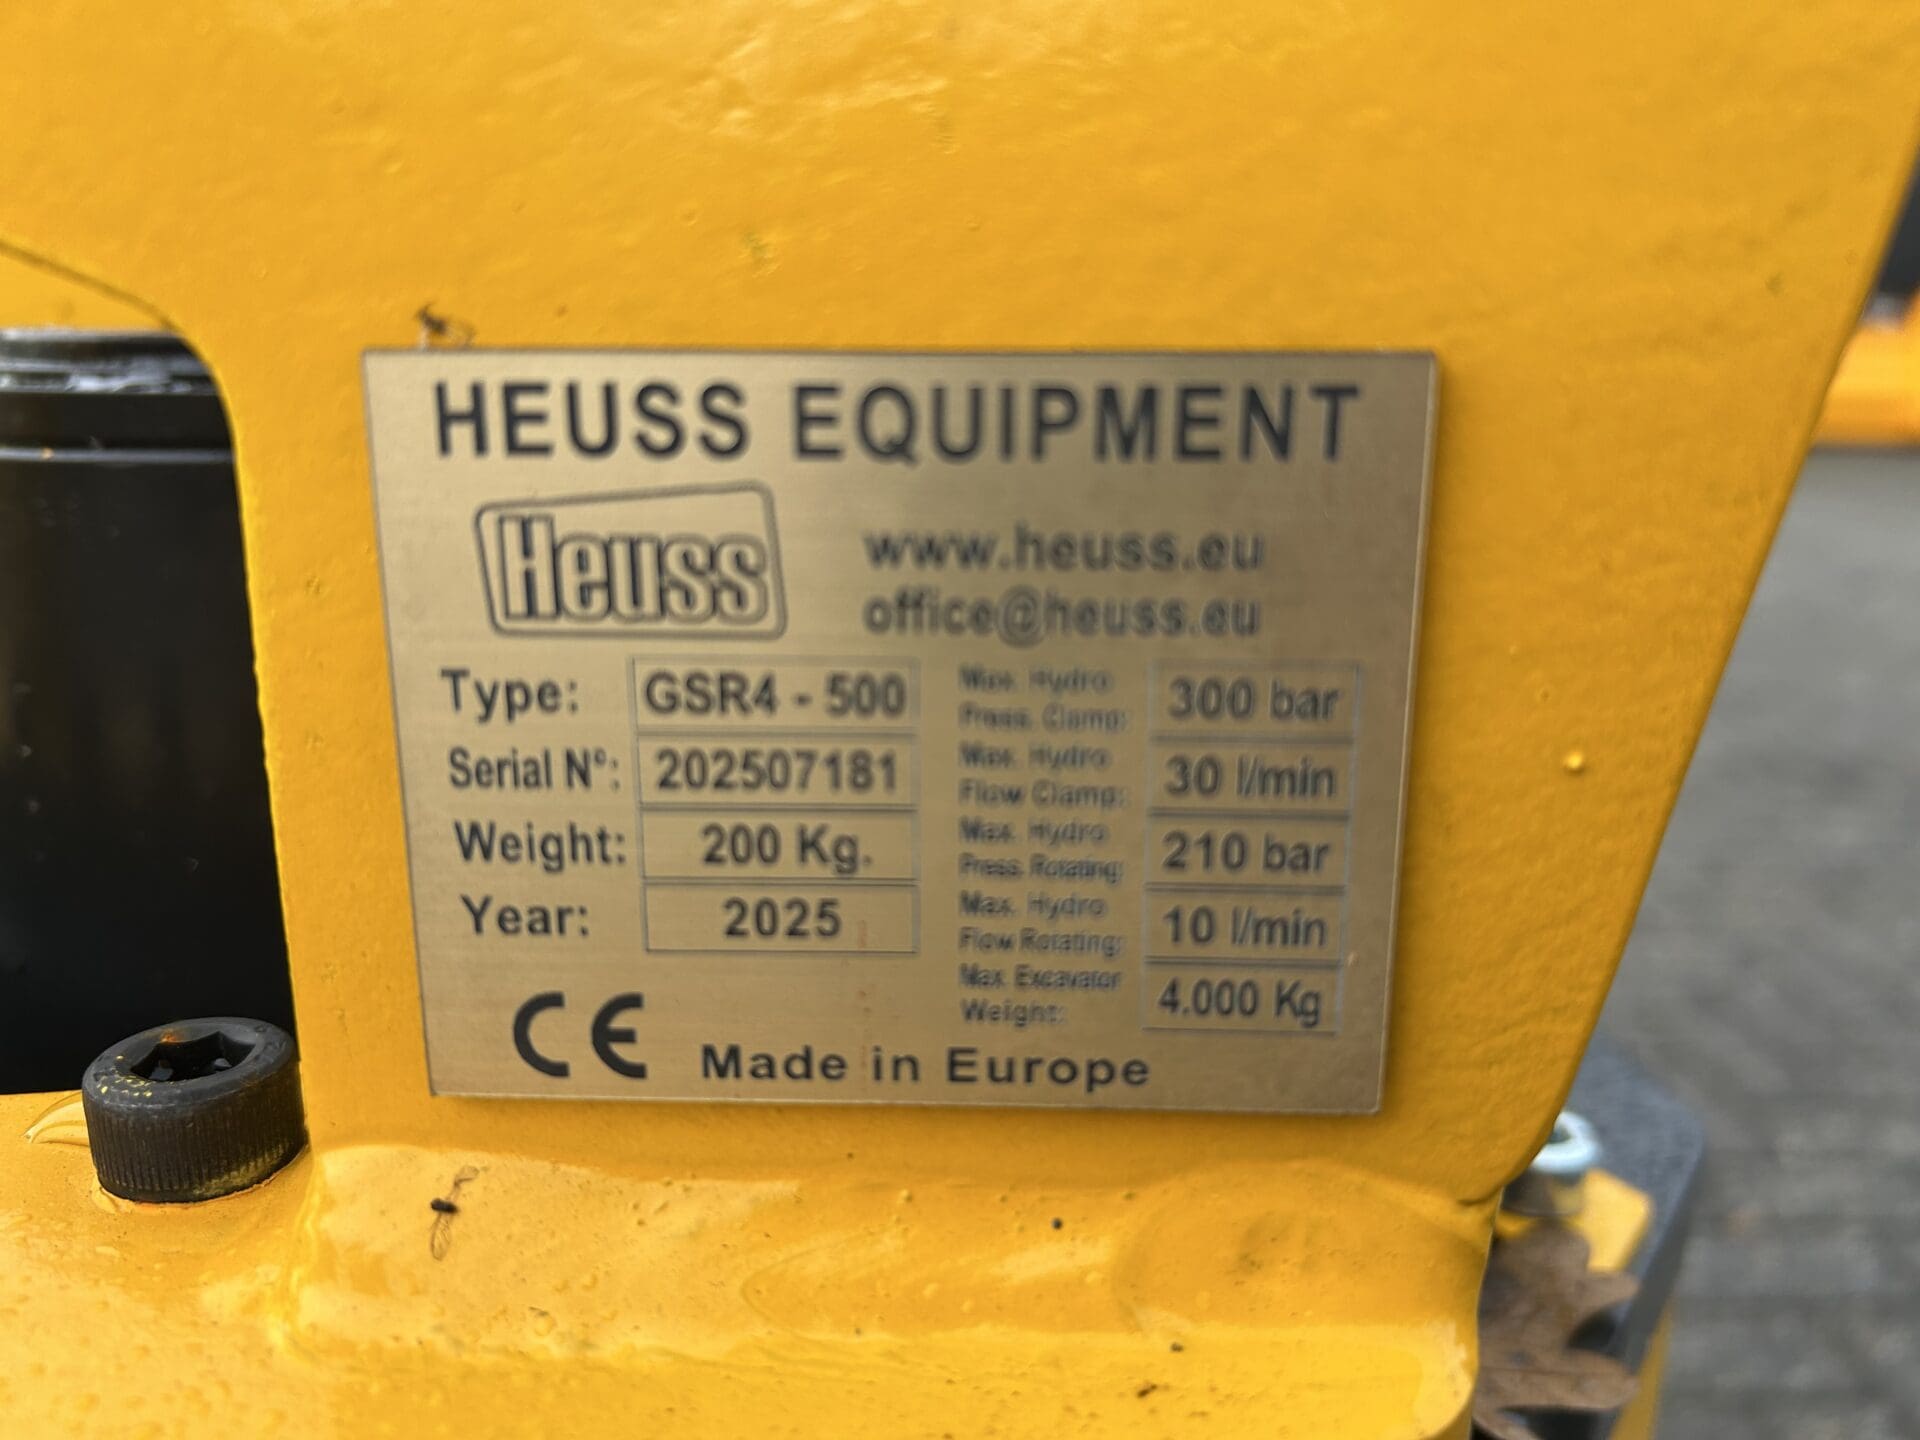 HEUSS EQUIPMENT
Heuss
www.heuss.eu
office@heuss.eu
Type: GSR4 - 500
Serial N°: 202507181
Weight: 200 Kg.
Year: 2025
Max. Hydro
Press. Clamp: 300 bar
Max. Hydro
Flow Clamp: 30 l/min
Max. Hydro
Press. Rotating: 210 bar
Max. Hydro
Flow Rotating: 10 l/min
Max. Excavator
Weight: 4.000 Kg
CE Made in Europe